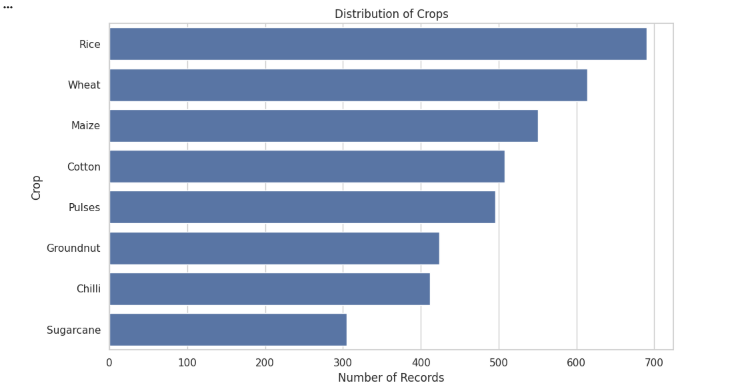 Distribution of Crops
Rice
Wheat
Maize
Cotton
Pulses
Groundnut
Chilli
Sugarcane
Crop
0 100 200 300 400 500 600 700
Number of Records